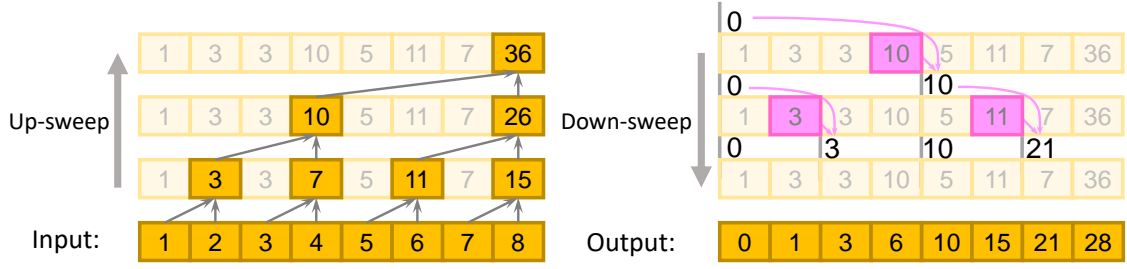 1 3 3 10 5 11 7 36
Up-sweep
1 3 3 10 5 11 7 26
1 3 3 7 5 11 7 15
Input: 1 2 3 4 5 6 7 8
0
1 3 3 10 5 11 7 36
0 10
Down-sweep
1 3 3 10 5 11 7 36
0 3 10 21
1 3 3 10 5 11 7 36
Output: 0 1 3 6 10 15 21 28